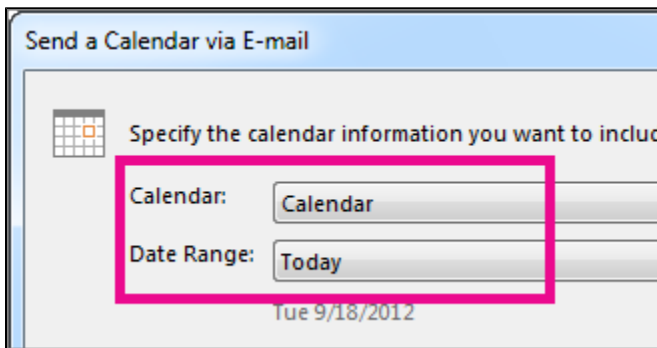 Send a Calendar via E-mail
Specify the calendar information you want to
Calendar: Calendar
Date Range: Today
Tue 9/18/2012